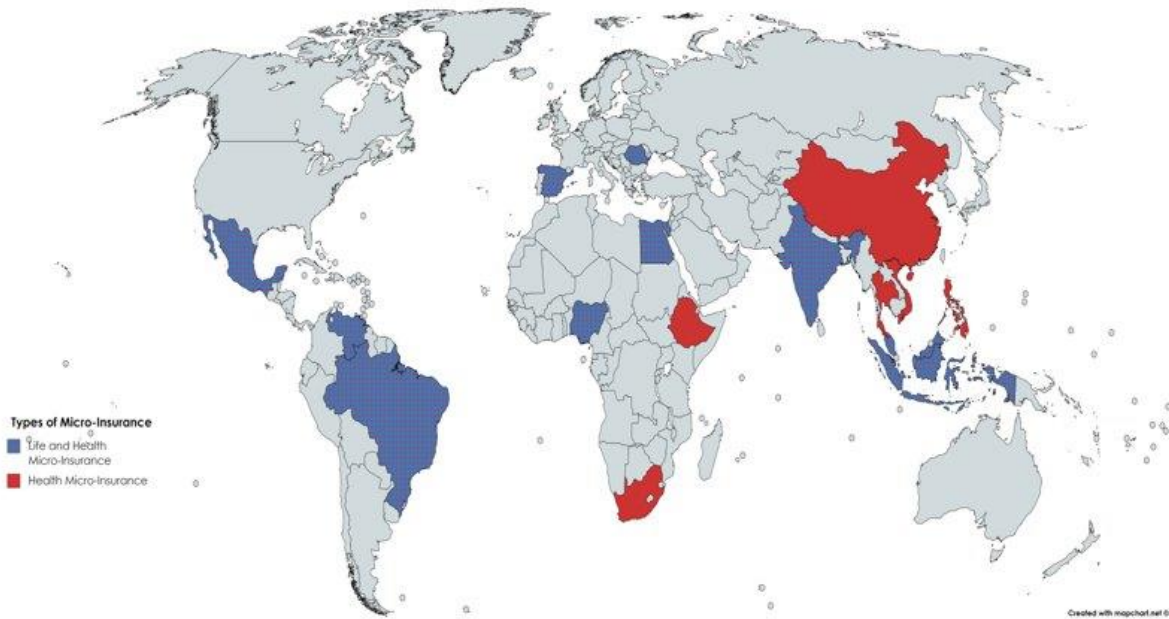 Types of Micro-Insurance
Life and Health
Micro-Insurance
Health Micro-Insurance
Created with mapchart.net ©